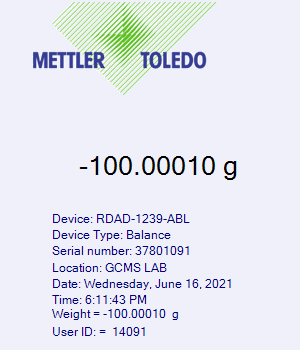 METTLER TOLEDO
-100.00010 g
Device: RDAD-1239-ABL
Device Type: Balance
Serial number: 37801091
Location: GCMS LAB
Date: Wednesday, June 16, 2021
Time: 6:11:43 PM
Weight = -100.00010  g
User ID: =  14091